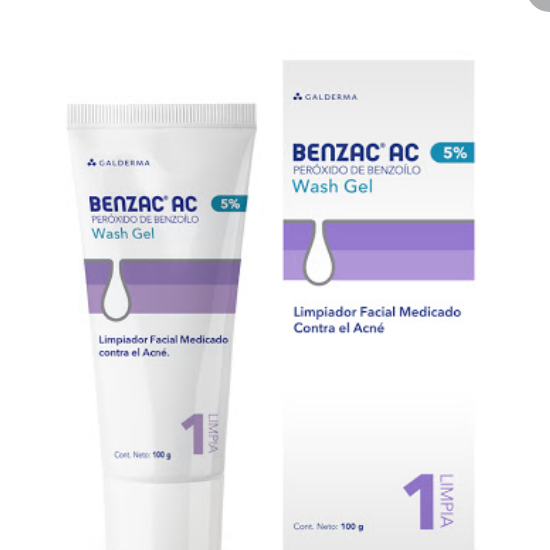 GALDERMA
BENZAC® AC 5%
PERÓXIDO DE BENZOÍLO
Wash Gel
Limpiador Facial Medicado
contra el Acné.
1 LIMPIA
Cont. Neto: 100 g
GALDERMA
BENZAC® AC 5%
PERÓXIDO DE BENZOÍLO
Wash Gel
Limpiador Facial Medicado
Contra el Acné
1 LIMPIA
Cont. Neto: 100 g